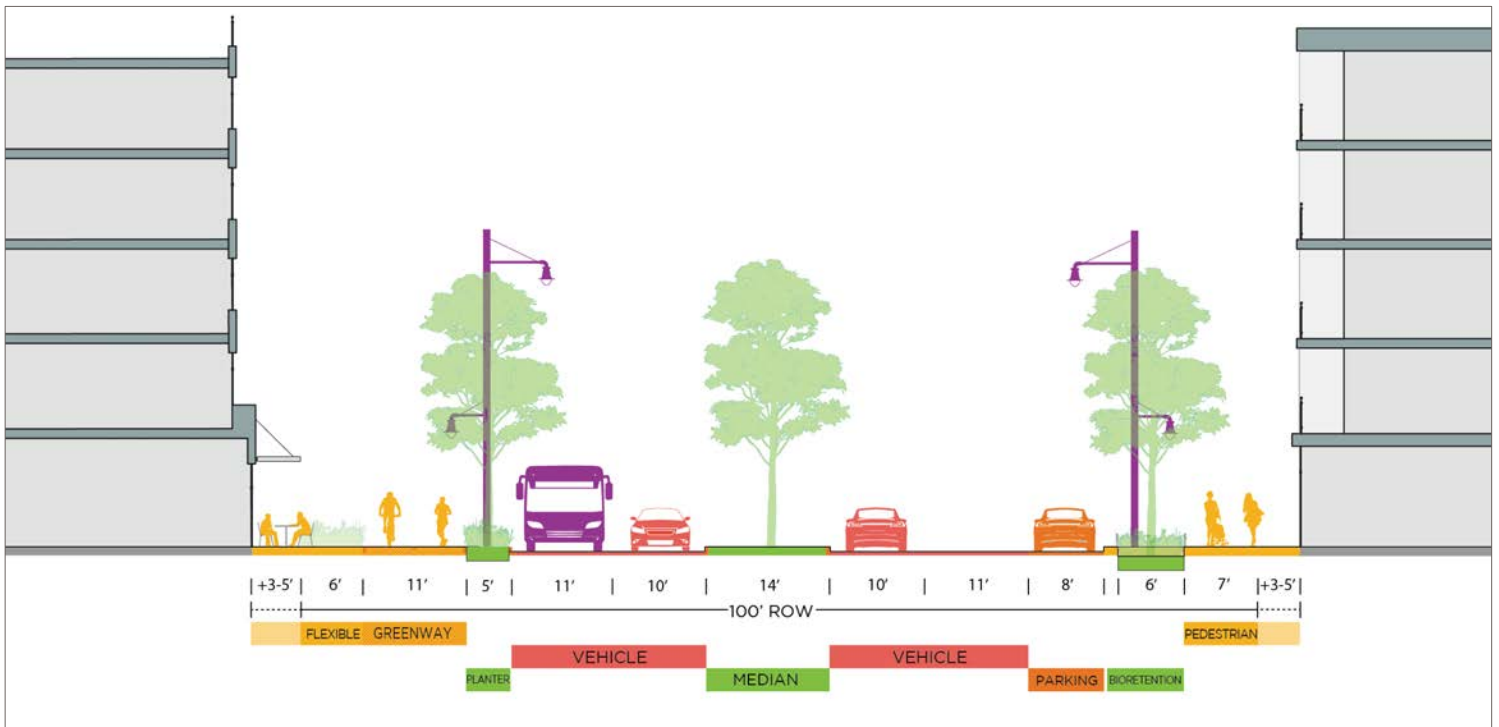 +3-5' | 6' | 11' | 5' | 11' | 10' | 14' | 10' | 11' | 8' | | 6' | 7' | +3-5'
100' ROW
FLEXIBLE GREENWAY PEDESTRIAN
VEHICLE VEHICLE
PLANTER MEDIAN PARKING BIORETENTION